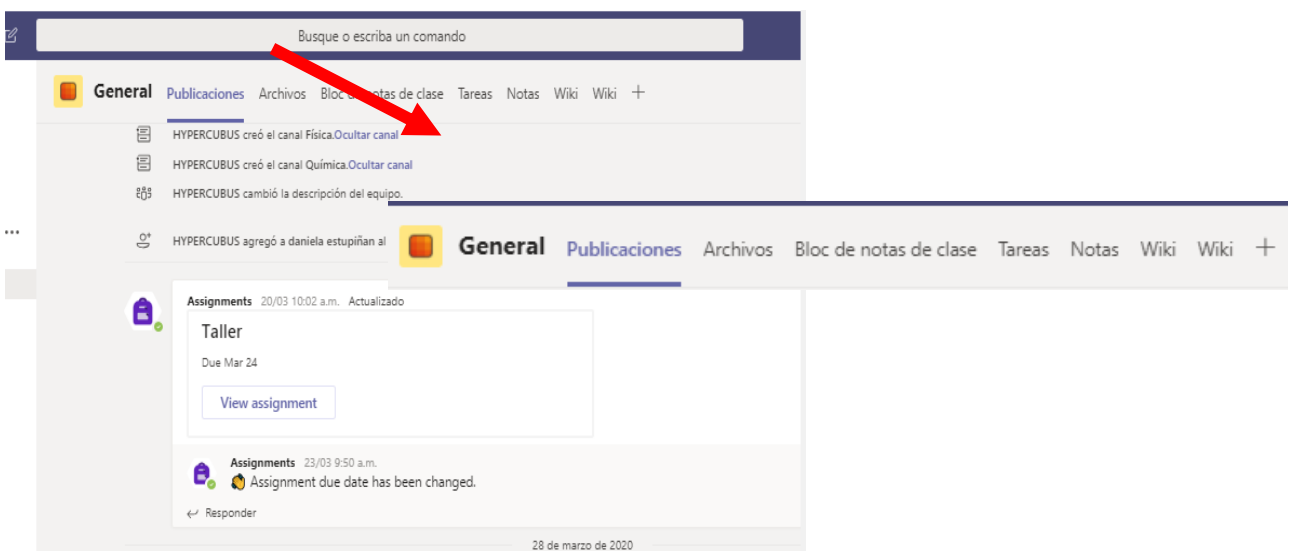 Busque o escriba un comando
General Publicaciones Archivos Bloc de notas de clase Tareas Notas Wiki Wiki +
HYPERCUBUS creó el canal Física.Ocultar canal
HYPERCUBUS creó el canal Química.Ocultar canal
HYPERCUBUS cambió la descripción del equipo.
HYPERCUBUS agregó a daniela estupiñan al
General Publicaciones Archivos Bloc de notas de clase Tareas Notas Wiki Wiki +
...
Assignments 20/03 10:02 a.m. Actualizado
Taller
Due Mar 24
View assignment
Assignments 23/03 9:50 a.m.
Assignment due date has been changed.
Responder
28 de marzo de 2020